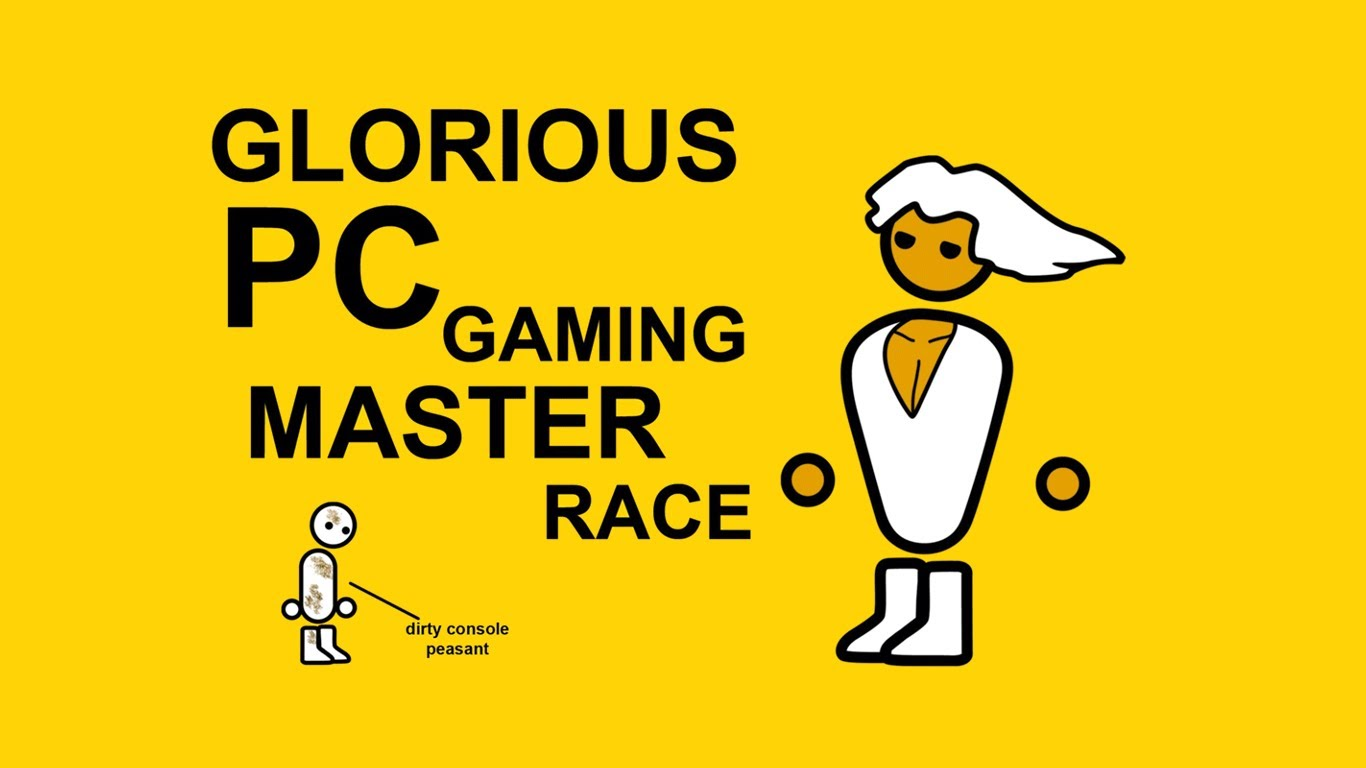 GLORIOUS
PC
GAMING
MASTER
RACE
dirty console
peasant